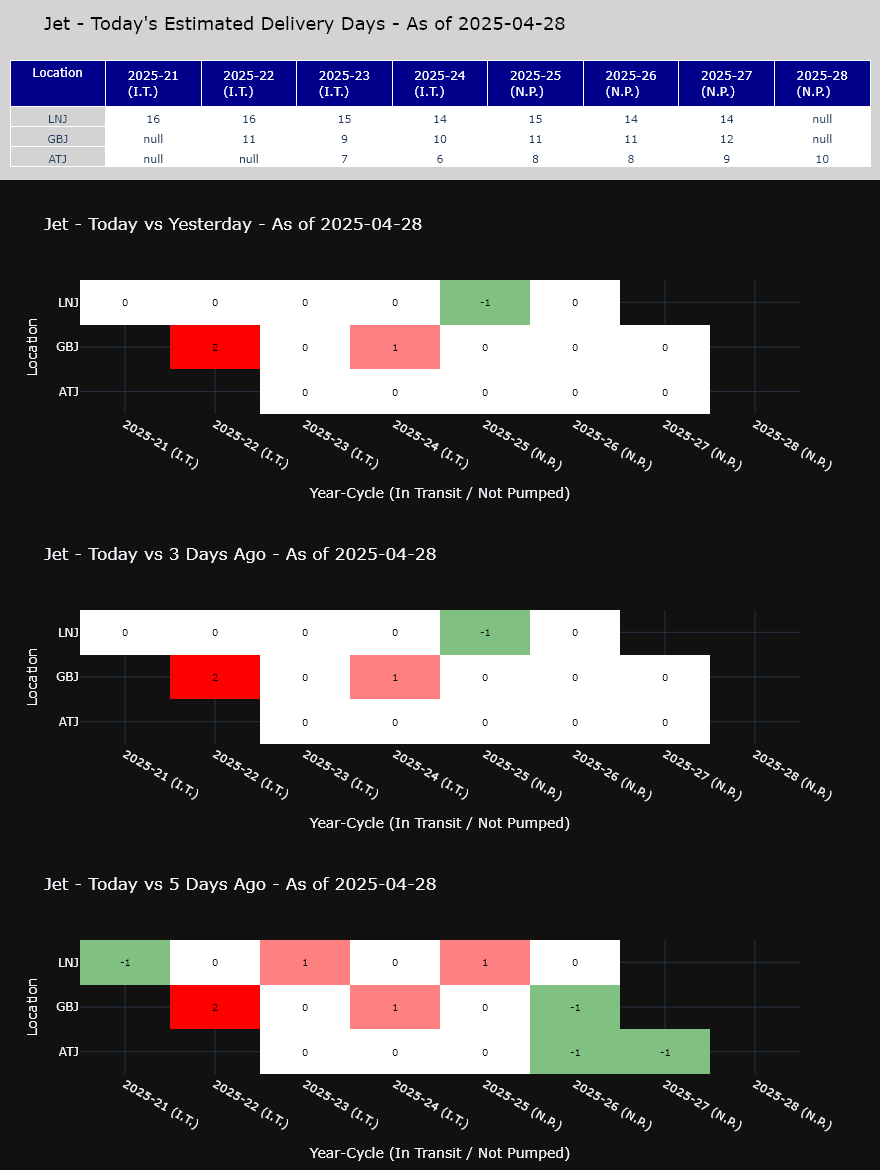 Jet - Today's Estimated Delivery Days - As of 2025-04-28
Location 2025-21 (I.T.) 2025-22 (I.T.) 2025-23 (I.T.) 2025-24 (I.T.) 2025-25 (N.P.) 2025-26 (N.P.) 2025-27 (N.P.) 2025-28 (N.P.)
LNJ 16 16 15 14 15 14 14 null
GBJ null 11 9 10 11 11 12 null
ATJ null null 7 6 8 8 9 10
Jet - Today vs Yesterday - As of 2025-04-28
Location
LNJ 0 0 0 0 -1 0
GBJ 2 0 1 0 0 0
ATJ 0 0 0 0 0
2025-21 (I.T.) 2025-22 (I.T.) 2025-23 (I.T.) 2025-24 (I.T.) 2025-25 (N.P.) 2025-26 (N.P.) 2025-27 (N.P.) 2025-28 (N.P.)
Year-Cycle (In Transit / Not Pumped)
Jet - Today vs 3 Days Ago - As of 2025-04-28
Location
LNJ 0 0 0 0 -1 0
GBJ 2 0 1 0 0 0
ATJ 0 0 0 0 0
2025-21 (I.T.) 2025-22 (I.T.) 2025-23 (I.T.) 2025-24 (I.T.) 2025-25 (N.P.) 2025-26 (N.P.) 2025-27 (N.P.) 2025-28 (N.P.)
Year-Cycle (In Transit / Not Pumped)
Jet - Today vs 5 Days Ago - As of 2025-04-28
Location
LNJ -1 0 1 0 1 0
GBJ 2 0 1 0 -1
ATJ 0 0 0 -1 -1
2025-21 (I.T.) 2025-22 (I.T.) 2025-23 (I.T.) 2025-24 (I.T.) 2025-25 (N.P.) 2025-26 (N.P.) 2025-27 (N.P.) 2025-28 (N.P.)
Year-Cycle (In Transit / Not Pumped)